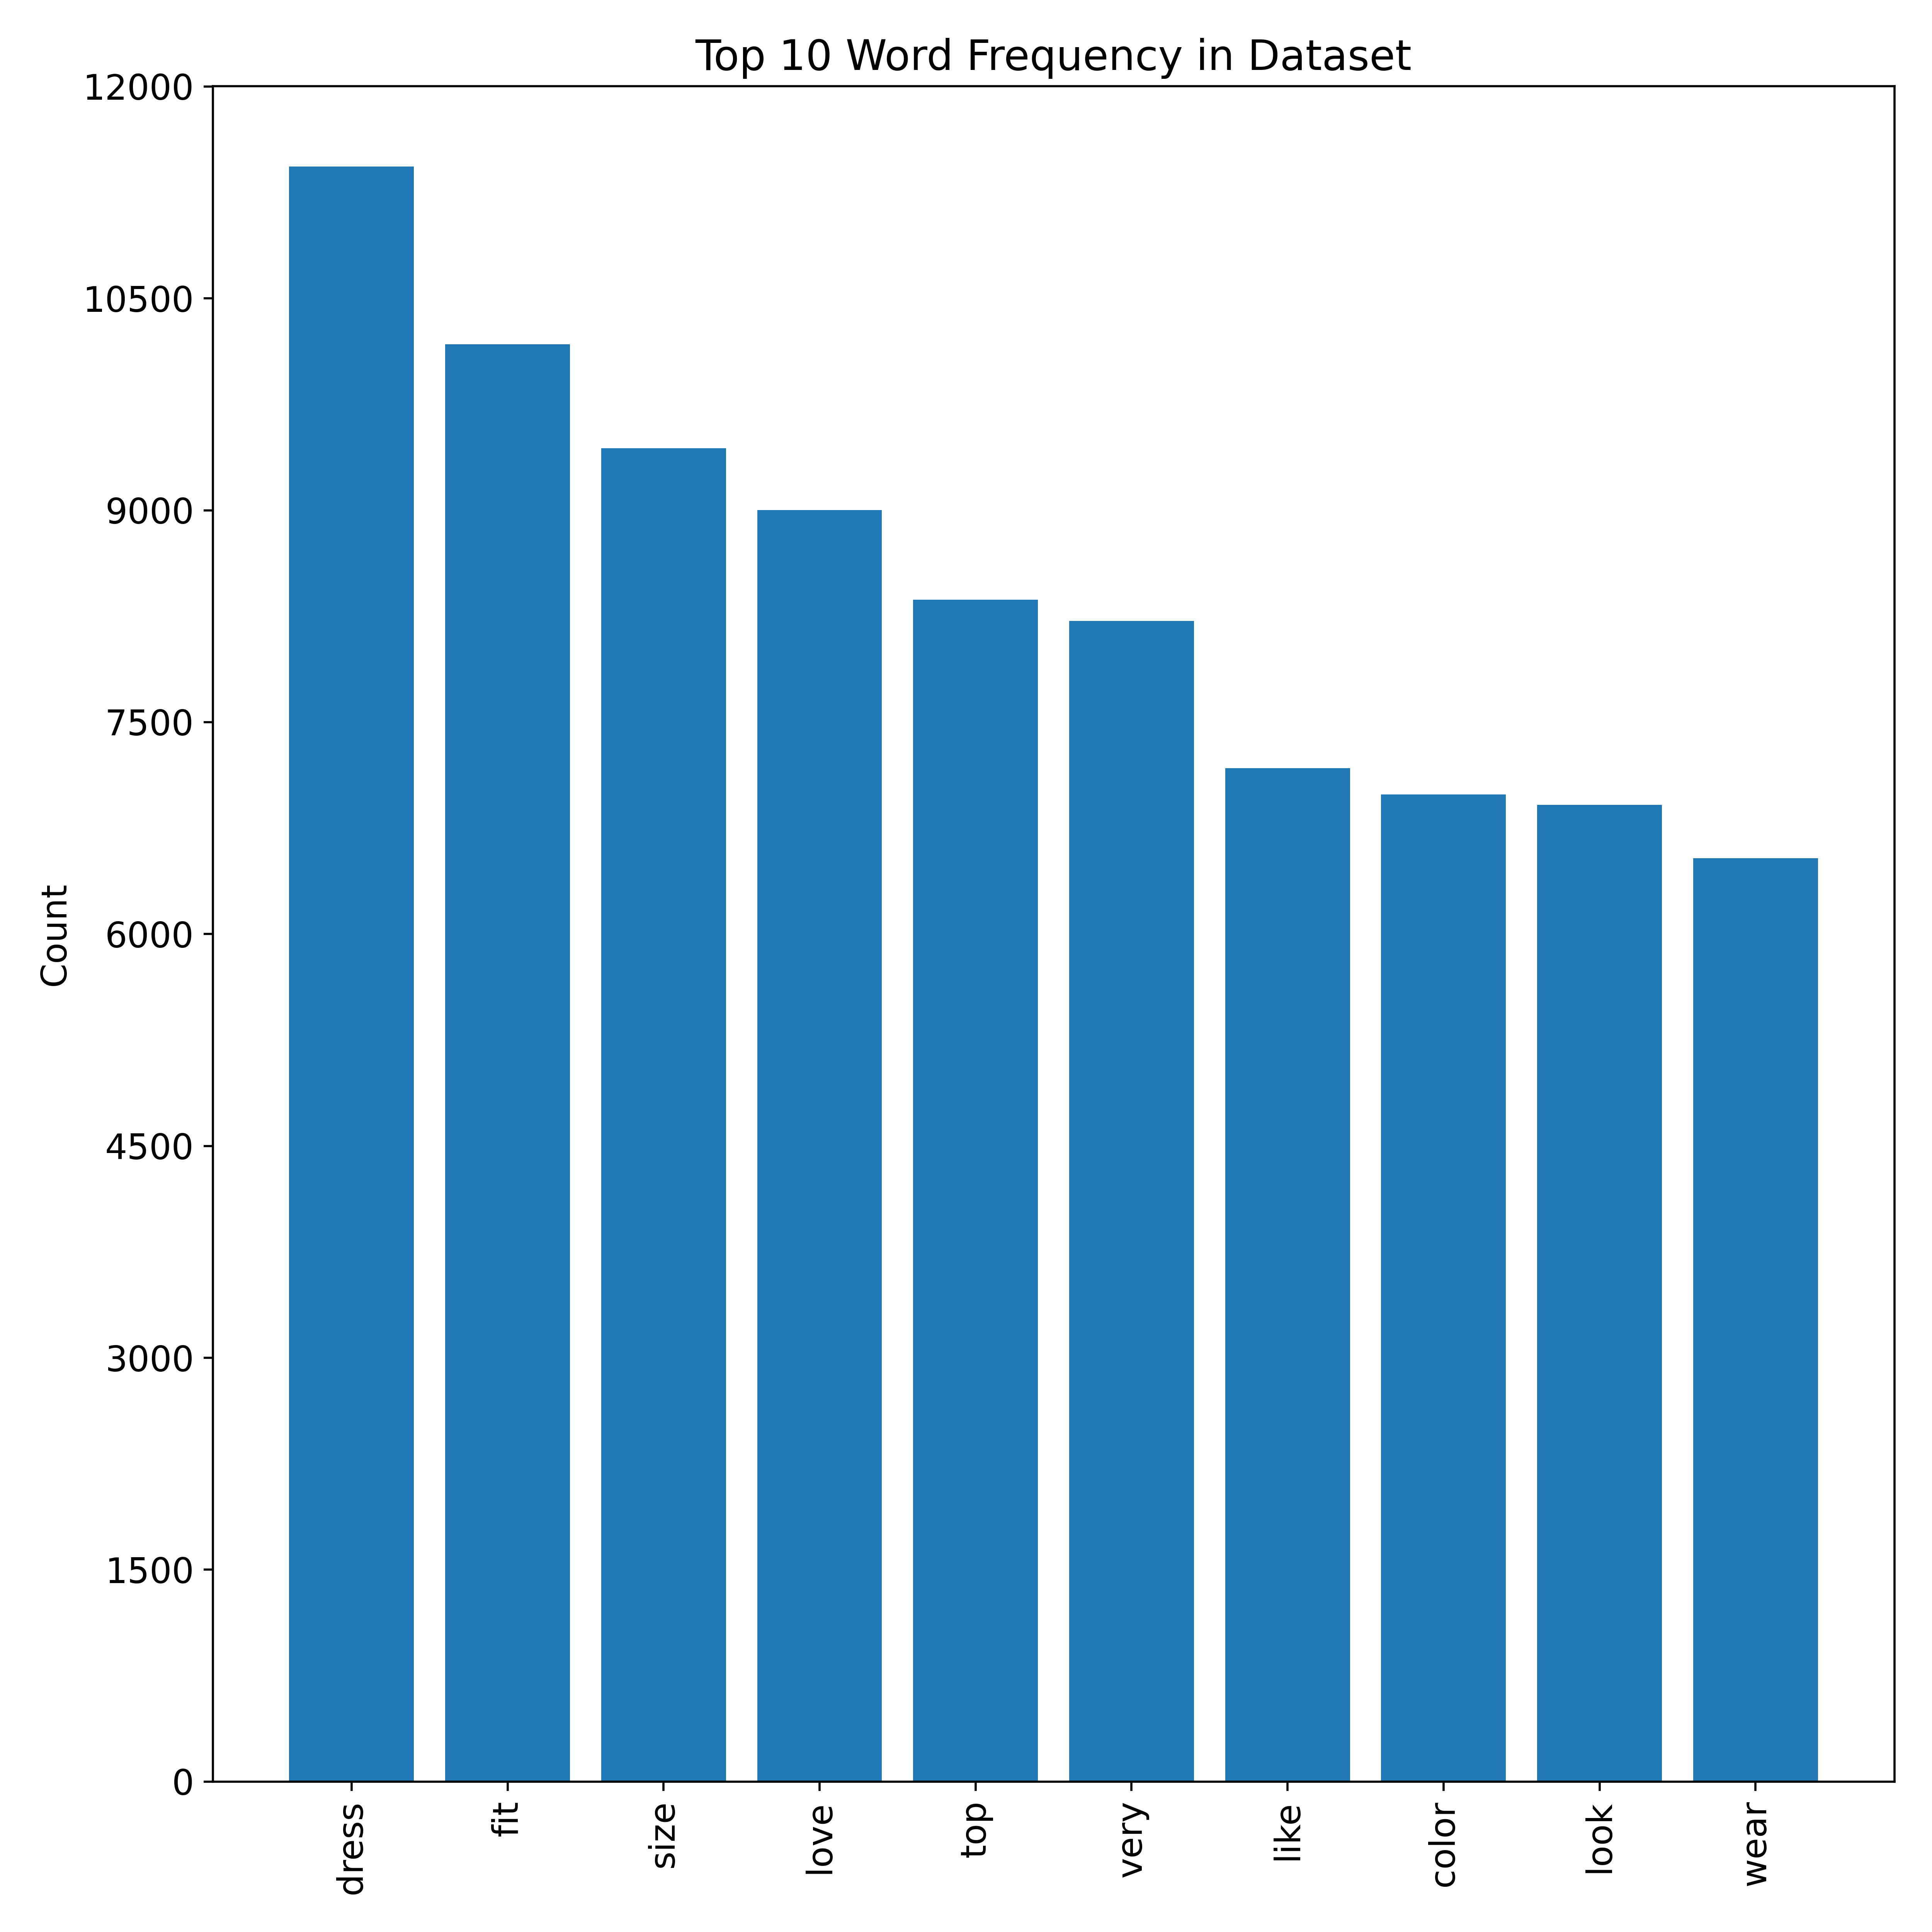 Top 10 Word Frequency in Dataset
12000
10500
9000
7500
6000
4500
3000
1500
0
Count
dress
fit
size
love
top
very
like
color
look
wear